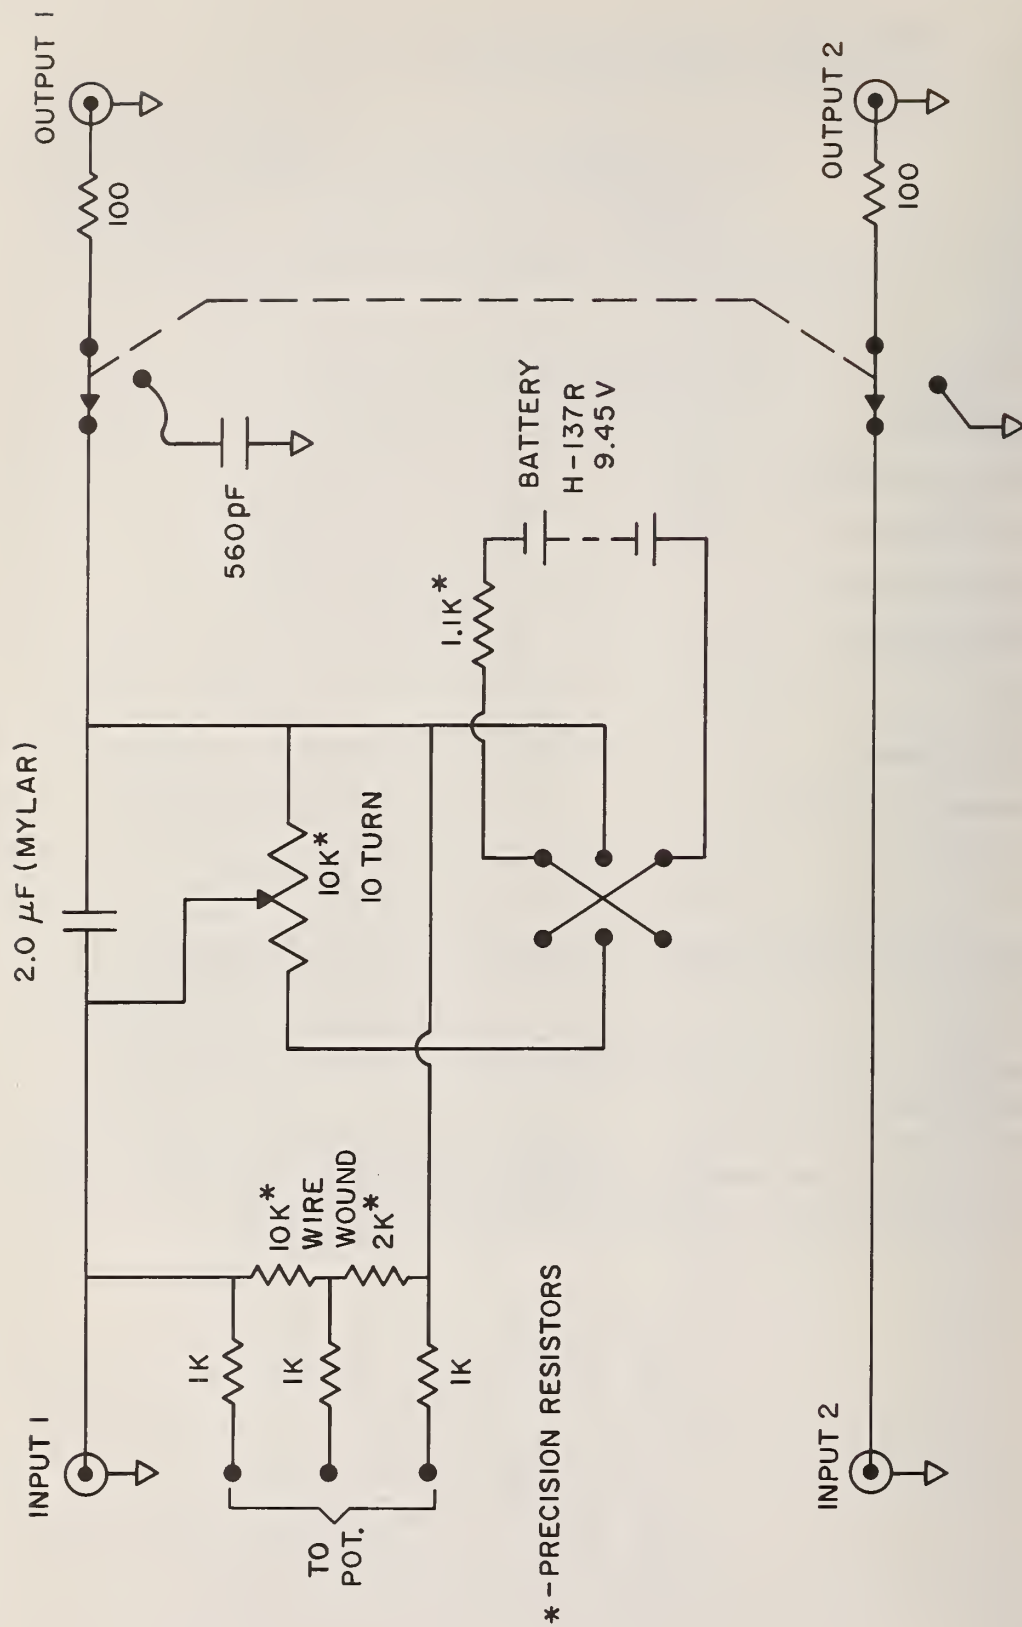 INPUT 1
2.0 µF (MYLAR)
OUTPUT 1
100
560pF
1K
1K
1K
TO
POT.
10K*
WIRE
WOUND
2K*
10K*
10 TURN
1.1K*
BATTERY
H-137R
9.45V
*-PRECISION RESISTORS
INPUT 2
OUTPUT 2
100